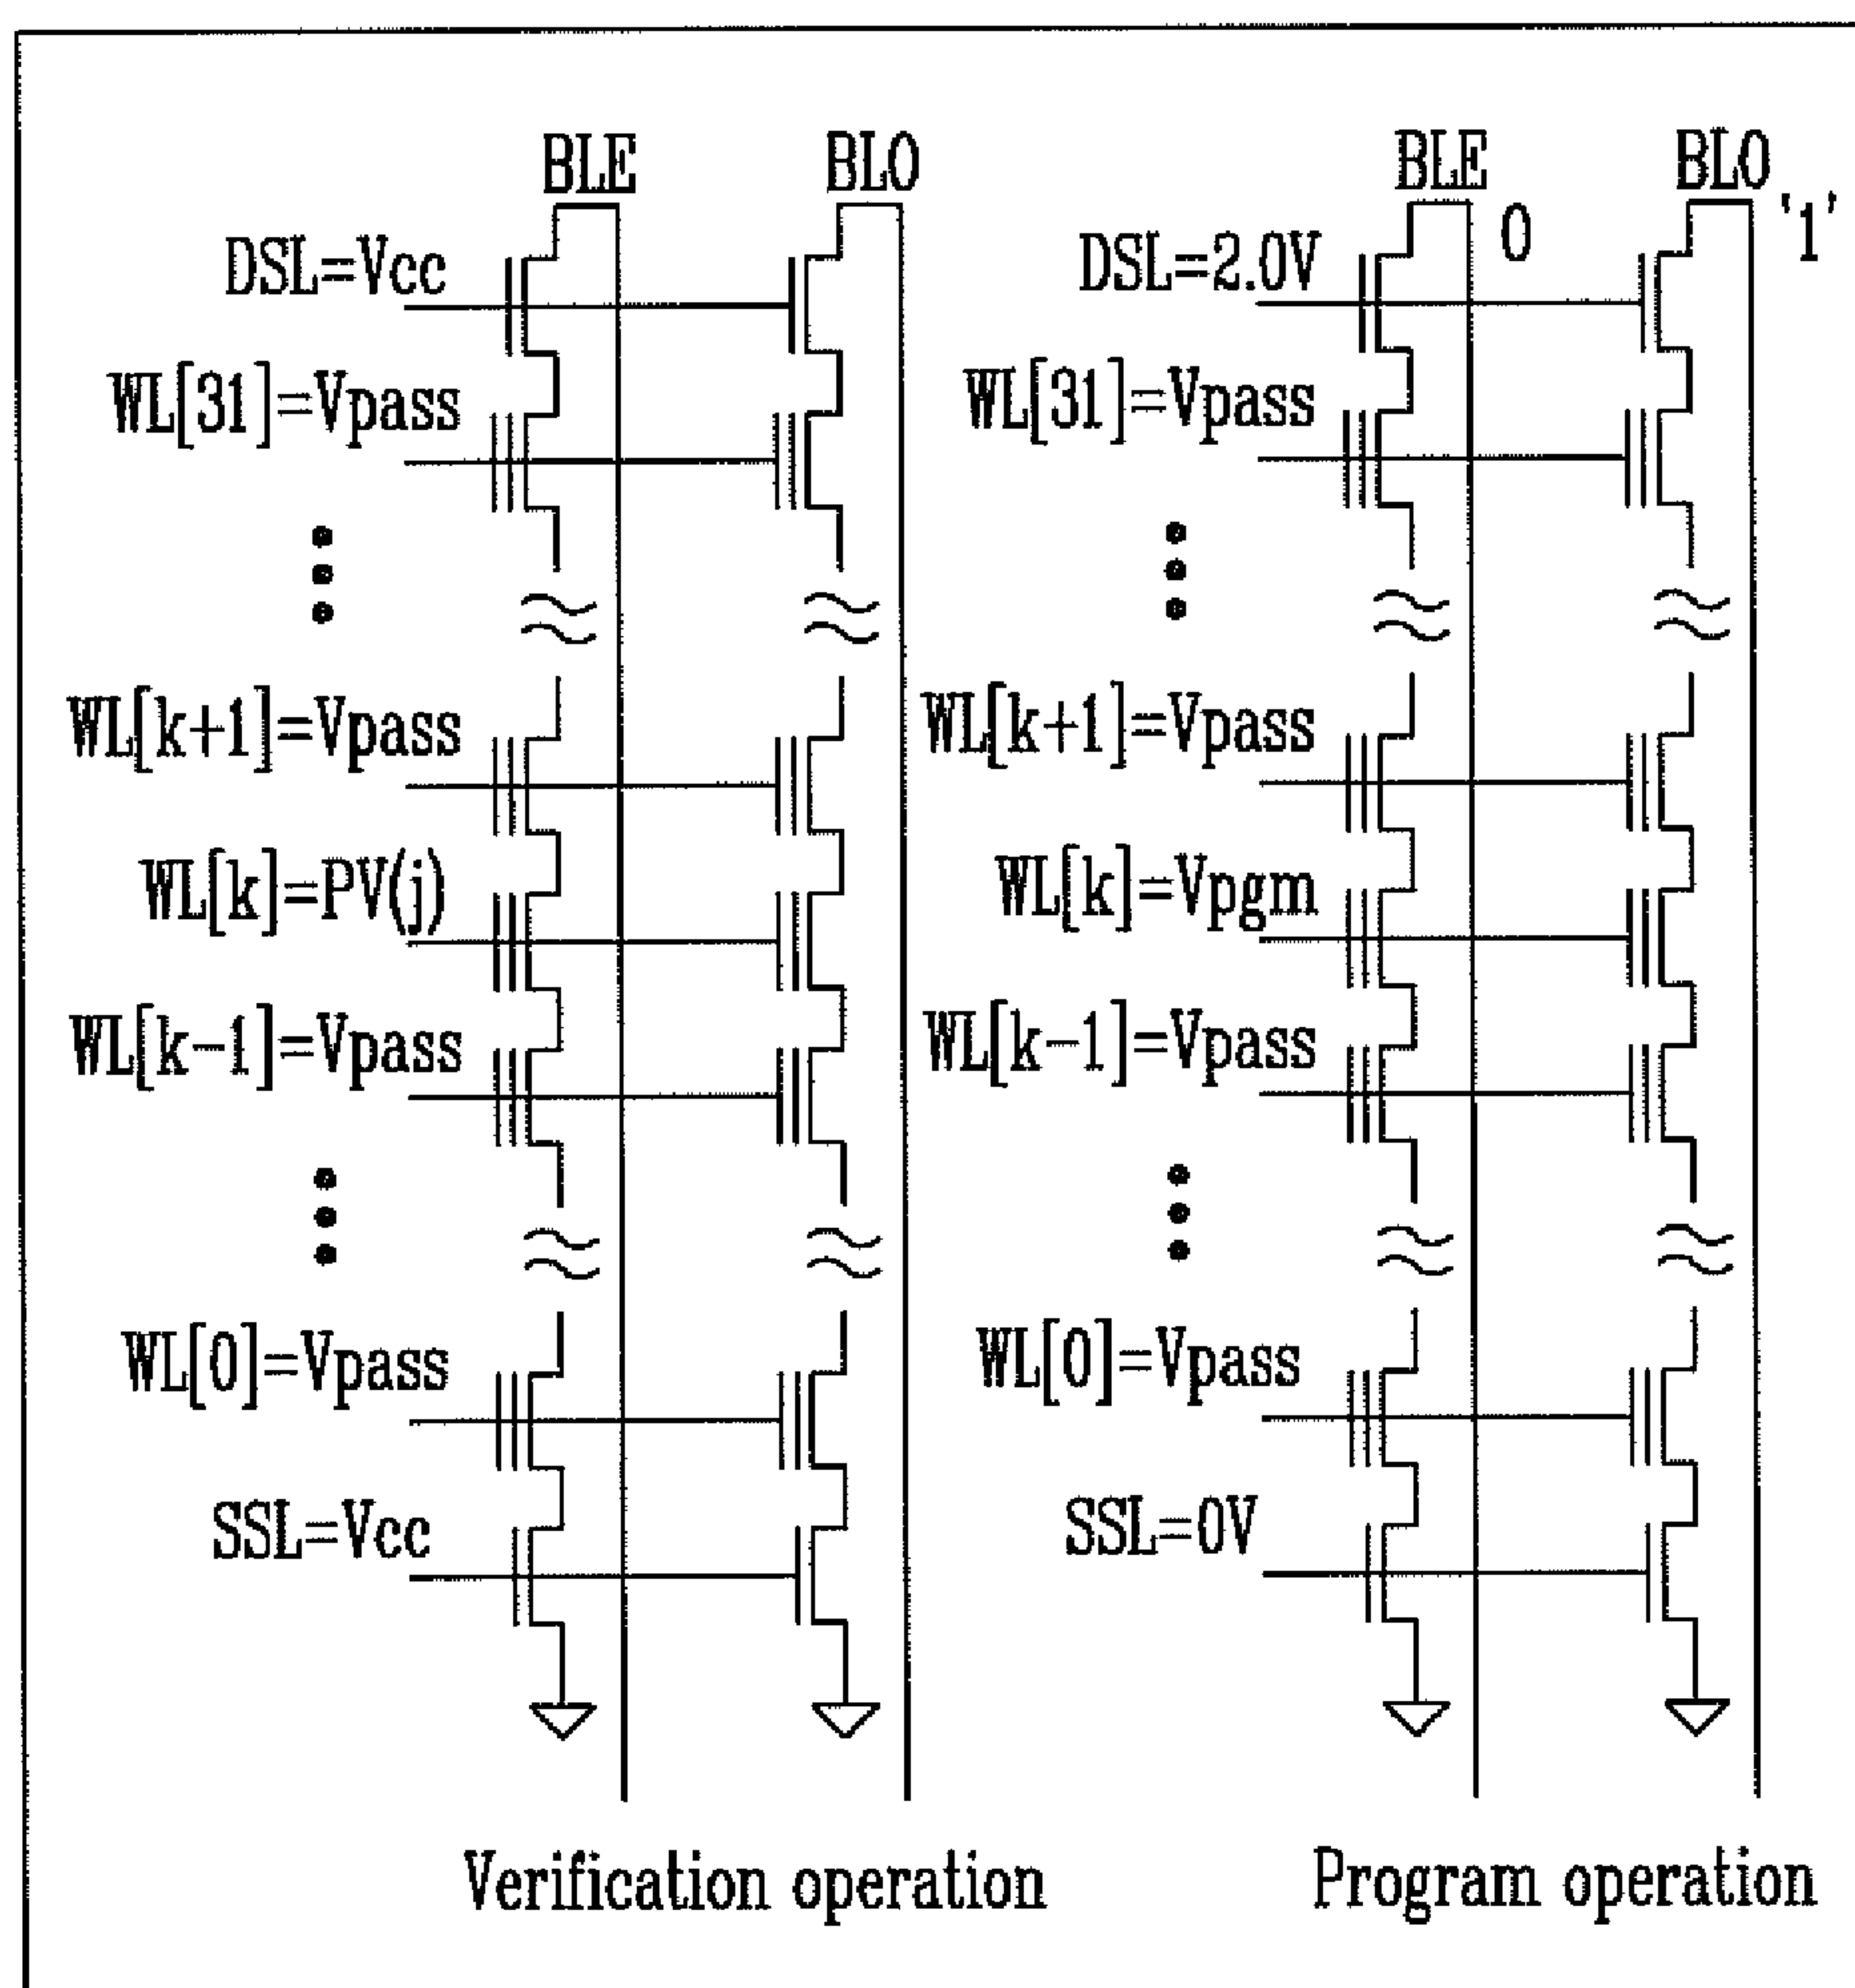 BLE BLO
DSL=Vcc
WL[31]=Vpass
WL[k+1]=Vpass
WL[k]=PV(j)
WL[k-1]=Vpass
WL[0]=Vpass
SSL=Vcc
Verification operation
BLE BLO
0 '1'
DSL=2.0V
WL[31]=Vpass
WL[k+1]=Vpass
WL[k]=Vpgm
WL[k-1]=Vpass
WL[0]=Vpass
SSL=0V
Program operation